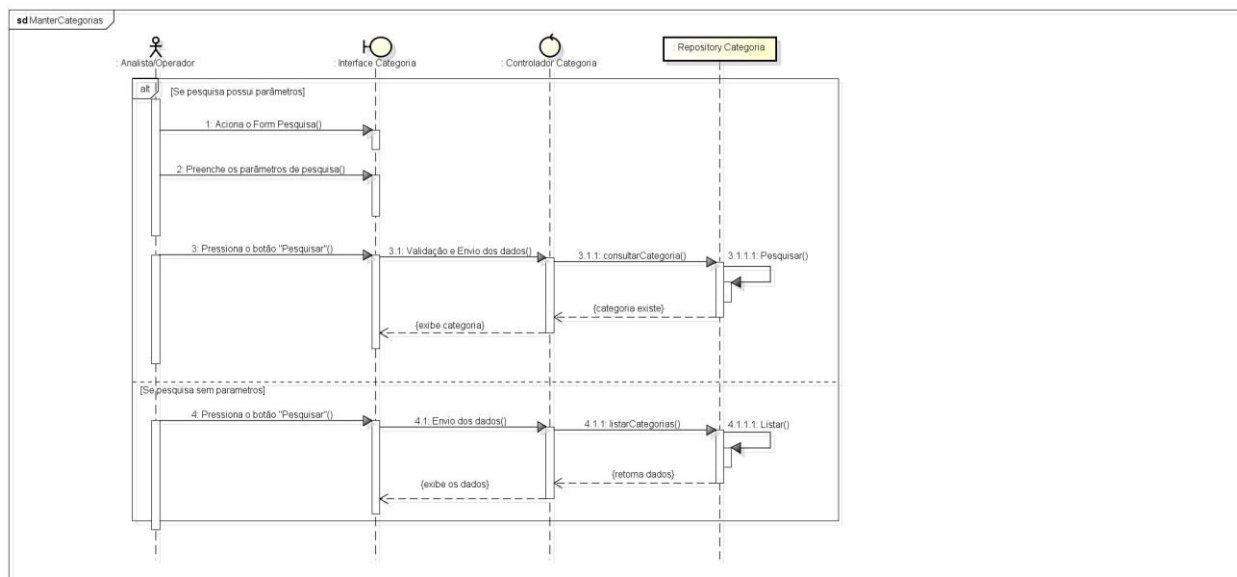 sd ManterCategorias
: Analista/Operador
: Interface Categoria
: Controlador Categoria
: Repository Categoria
alt
[Se pesquisa possui parâmetros]
1: Aciona o Form Pesquisa()
2: Preenche os parâmetros de pesquisa()
3: Pressiona o botão "Pesquisar"()
3.1: Validação e Envio dos dados()
3.1.1: consultarCategoria()
3.1.1.1: Pesquisar()
{categoria existe}
{exibe categoria}
[Se pesquisa sem parametros]
4: Pressiona o botão "Pesquisar"()
4.1: Envio dos dados()
4.1.1: listarCategorias()
4.1.1.1: Listar()
{retorna dados}
{exibe os dados}